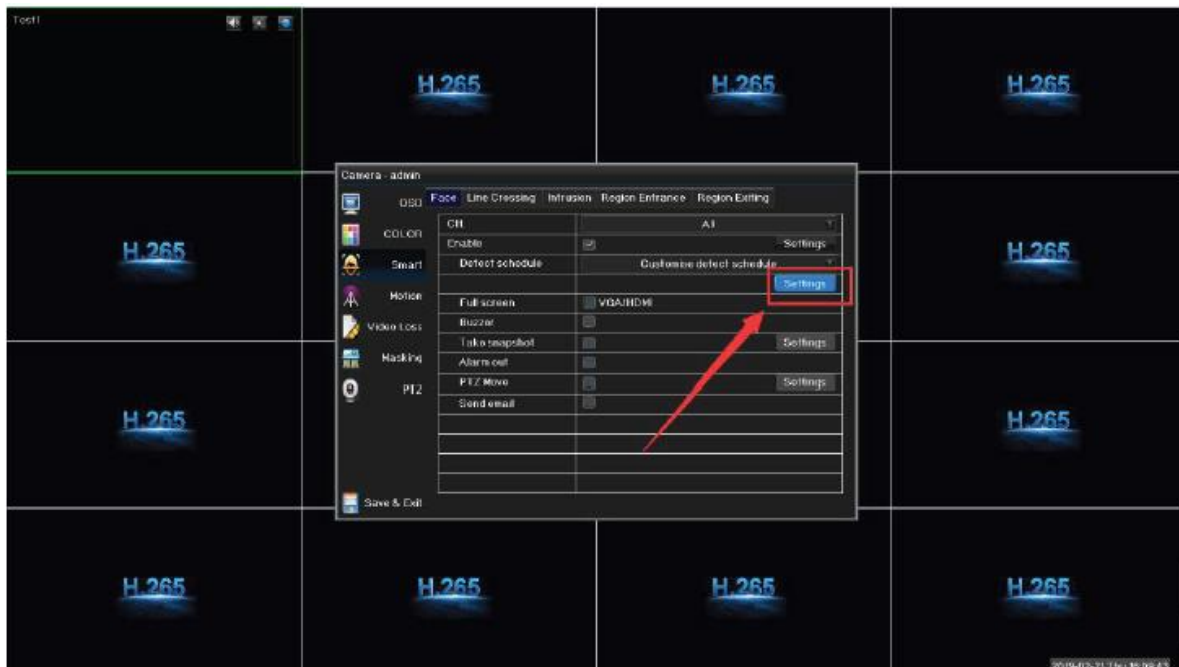 Test1
H.265 H.265 H.265
Camera - admin
OSD Face Line Crossing Intrusion Region Entrance Region Exiting
CH. All
COLOR
Enable Settings
Smart Detect schedule Customise detect schedule
Settings
Motion Full screen VGA/HDMI
Buzzer
Video Loss
Take snapshot Settings
Masking
Alarm out
PTZ PTZ Move Settings
Send email
Save & Exit
H.265 H.265
H.265 H.265
H.265 H.265 H.265 H.265